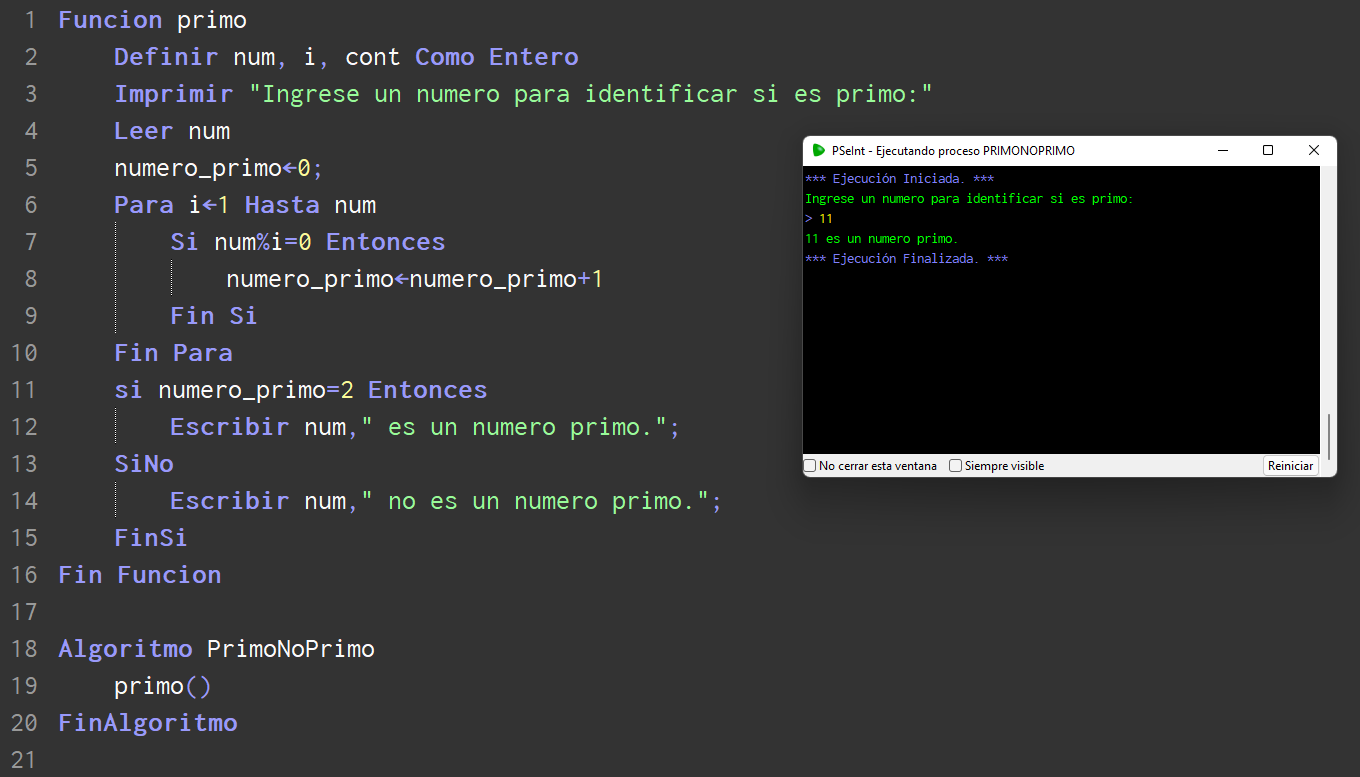 1 Funcion primo
2 Definir num, i, cont Como Entero
3 Imprimir "Ingrese un numero para identificar si es primo:"
4 Leer num
5 numero_primo←0;
6 Para i←1 Hasta num
7 Si num%i=0 Entonces
8 numero_primo←numero_primo+1
9 Fin Si
10 Fin Para
11 si numero_primo=2 Entonces
12 Escribir num," es un numero primo.";
13 SiNo
14 Escribir num," no es un numero primo.";
15 FinSi
16 Fin Funcion
17
18 Algoritmo PrimoNoPrimo
19 primo()
20 FinAlgoritmo
21
PSeInt - Ejecutando proceso PRIMONOPRIMO
*** Ejecución Iniciada. ***
Ingrese un numero para identificar si es primo:
> 11
11 es un numero primo.
*** Ejecución Finalizada. ***
No cerrar esta ventana Siempre visible Reiniciar